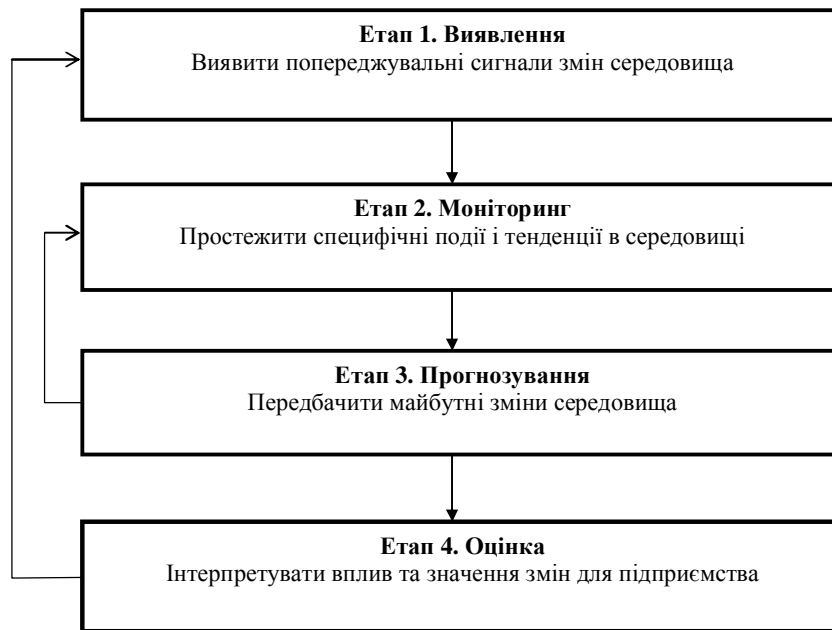 Етап 1. Виявлення
Виявити попереджувальні сигнали змін середовища
Етап 2. Моніторинг
Простежити специфічні події і тенденції в середовищі
Етап 3. Прогнозування
Передбачити майбутні зміни середовища
Етап 4. Оцінка
Інтерпретувати вплив та значення змін для підприємства